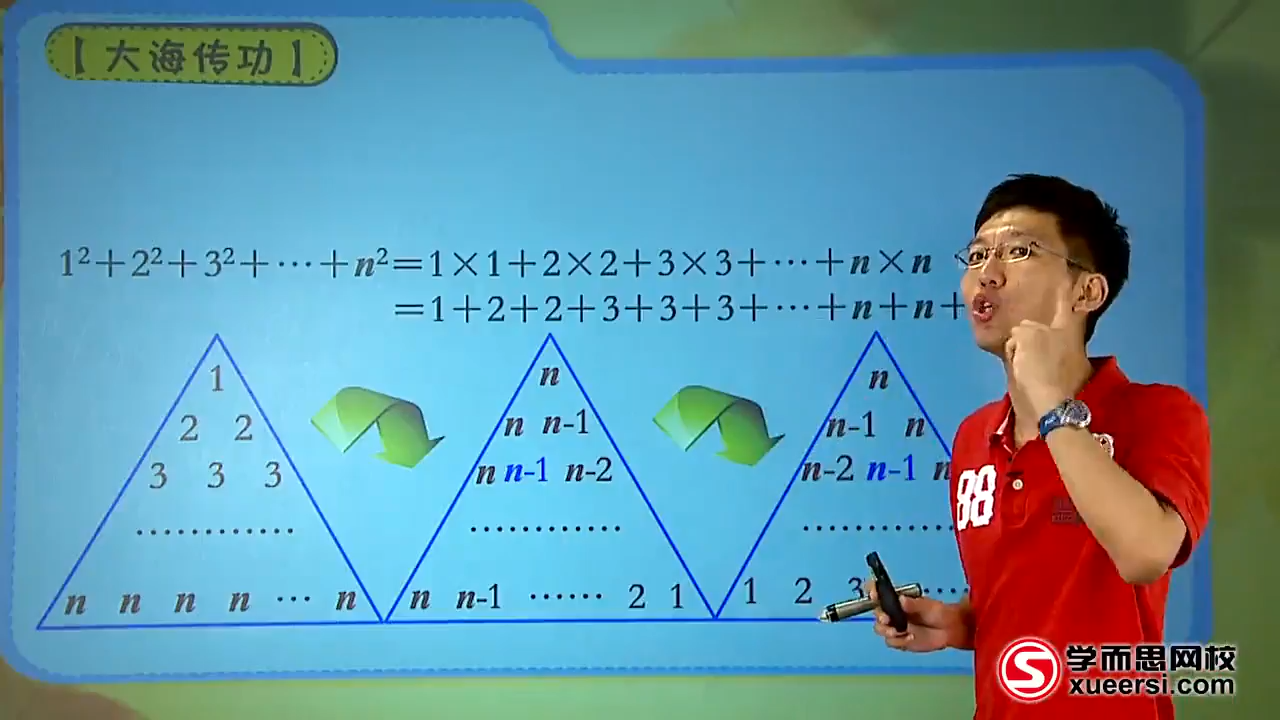 【大海传功】
1²+2²+3²+⋯+n²=1×1+2×2+3×3+⋯+n×n
=1+2+2+3+3+3+⋯+n+n+
1
2 2
3 3 3
…………
n n n n ⋯ n
n
n n-1
n n-1 n-2
…………
n n-1 …… 2 1
n
n-1 n
n-2 n-1 n
…………
1 2 3 ……
88
学而思网校
xueersi.com